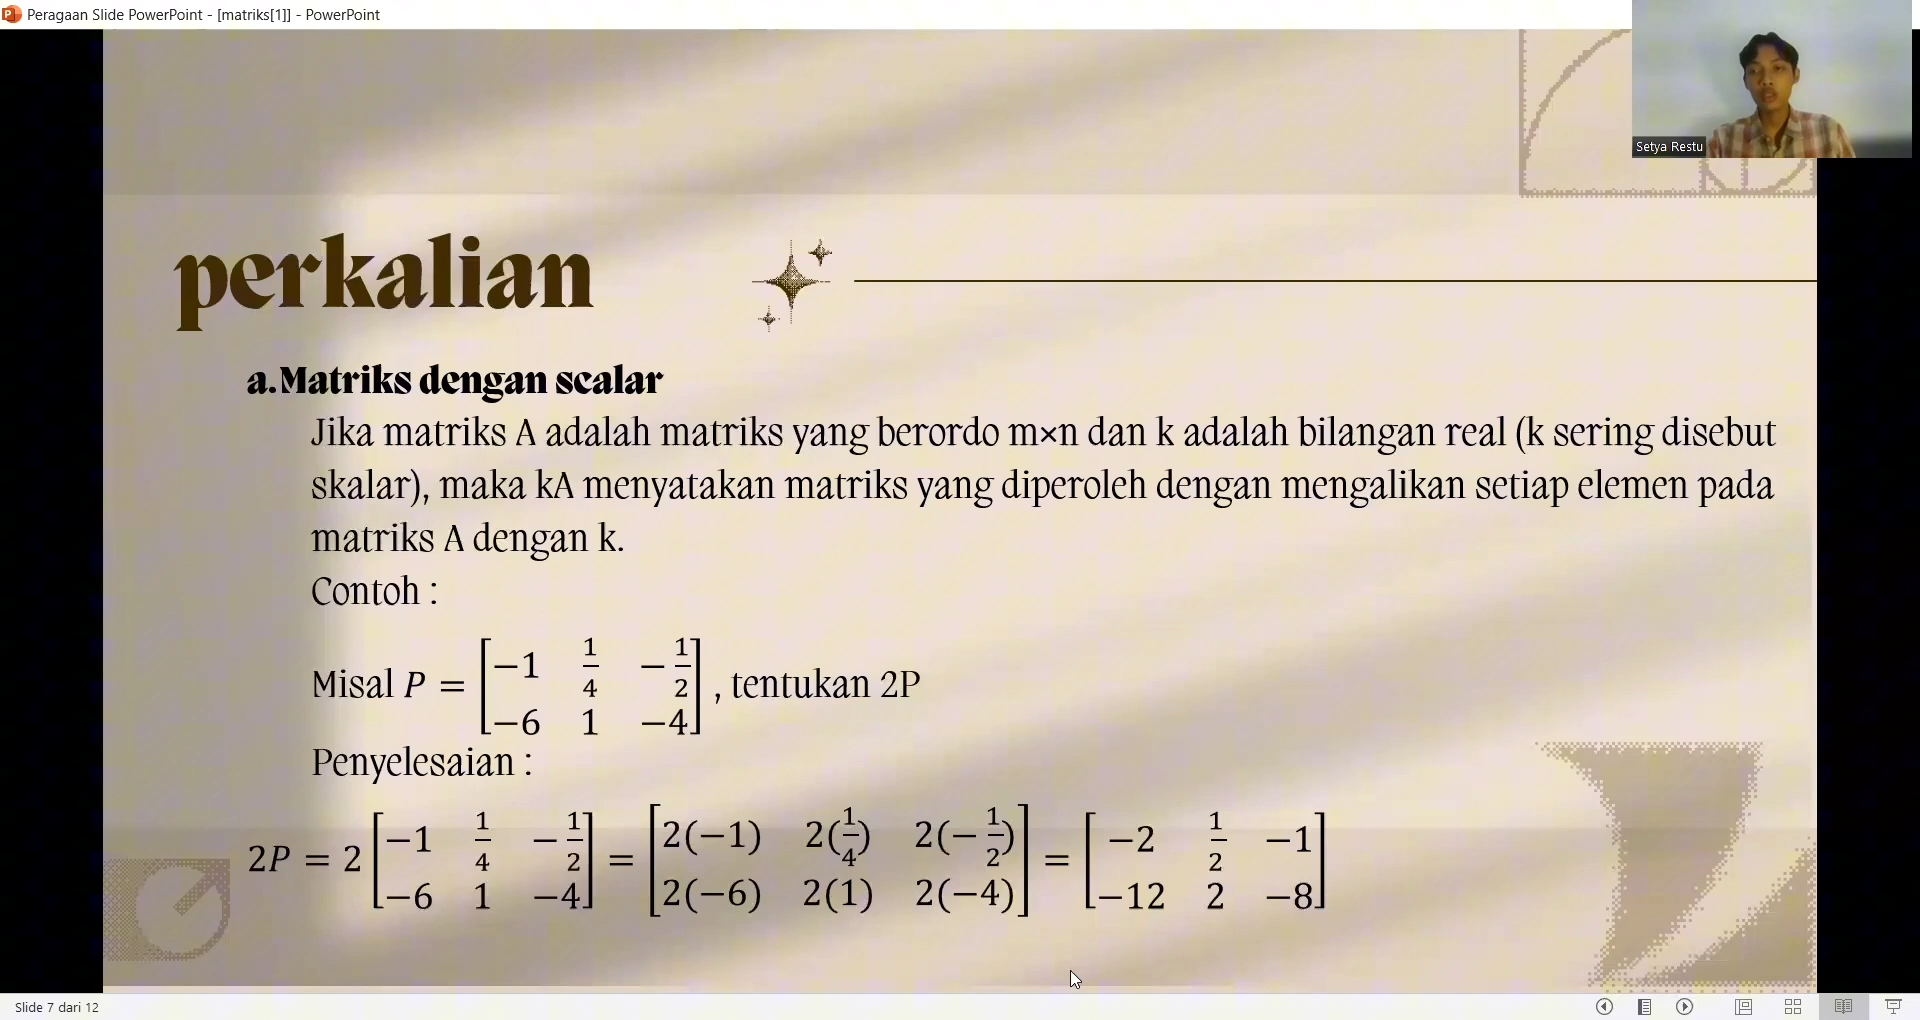 Peragaan Slide PowerPoint - [matriks[1]] - PowerPoint
Setya Restu
perkalian
a.Matriks dengan scalar
Jika matriks A adalah matriks yang berordo m×n dan k adalah bilangan real (k sering disebut
skalar), maka kA menyatakan matriks yang diperoleh dengan mengalikan setiap elemen pada
matriks A dengan k.
Contoh :
Misal P = [−1 1/4 −1/2; −6 1 −4] , tentukan 2P
Penyelesaian :
2P = 2 [−1 1/4 −1/2; −6 1 −4] = [2(−1) 2(1/4) 2(−1/2); 2(−6) 2(1) 2(−4)] = [−2 1/2 −1; −12 2 −8]
Slide 7 dari 12